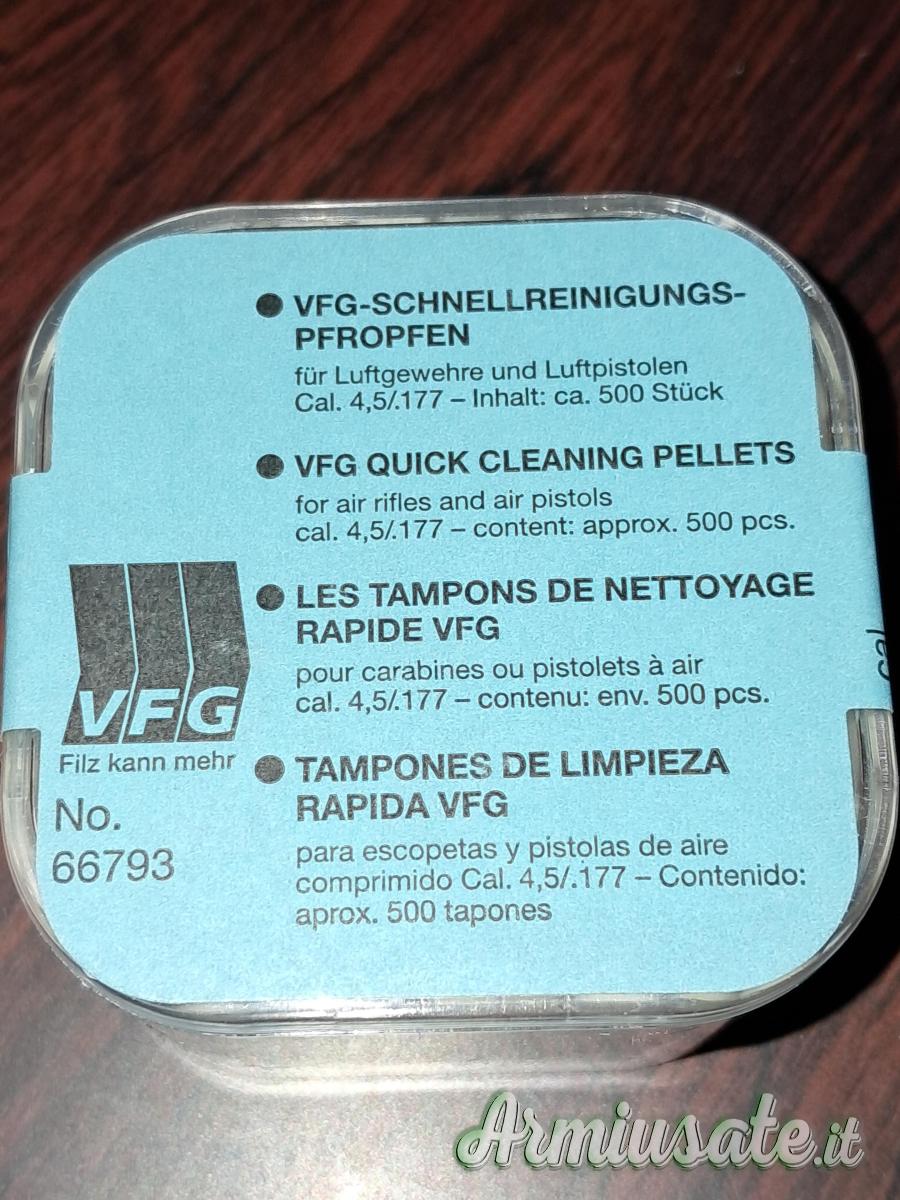 ● VFG-SCHNELLREINIGUNGS-
PFROPFEN
für Luftgewehre und Luftpistolen
Cal. 4,5/.177 – Inhalt: ca. 500 Stück
● VFG QUICK CLEANING PELLETS
for air rifles and air pistols
cal. 4,5/.177 – content: approx. 500 pcs.
● LES TAMPONS DE NETTOYAGE
RAPIDE VFG
pour carabines ou pistolets à air
cal. 4,5/.177 – contenu: env. 500 pcs.
● TAMPONES DE LIMPIEZA
RAPIDA VFG
para escopetas y pistolas de aire
comprimido Cal. 4,5/.177 – Contenido:
aprox. 500 tapones
VFG
Filz kann mehr
No.
66793
cal
Armiusate.it